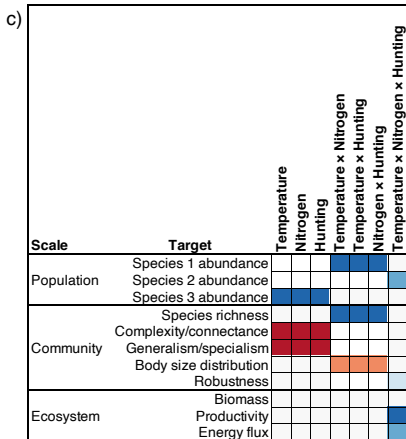 c)
Temperature
Nitrogen
Hunting
Temperature × Nitrogen
Temperature × Hunting
Nitrogen × Hunting
Temperature × Nitrogen × Hunting
Scale Target
Species 1 abundance
Population Species 2 abundance
Species 3 abundance
Species richness
Complexity/connectance
Community Generalism/specialism
Body size distribution
Robustness
Biomass
Ecosystem Productivity
Energy flux